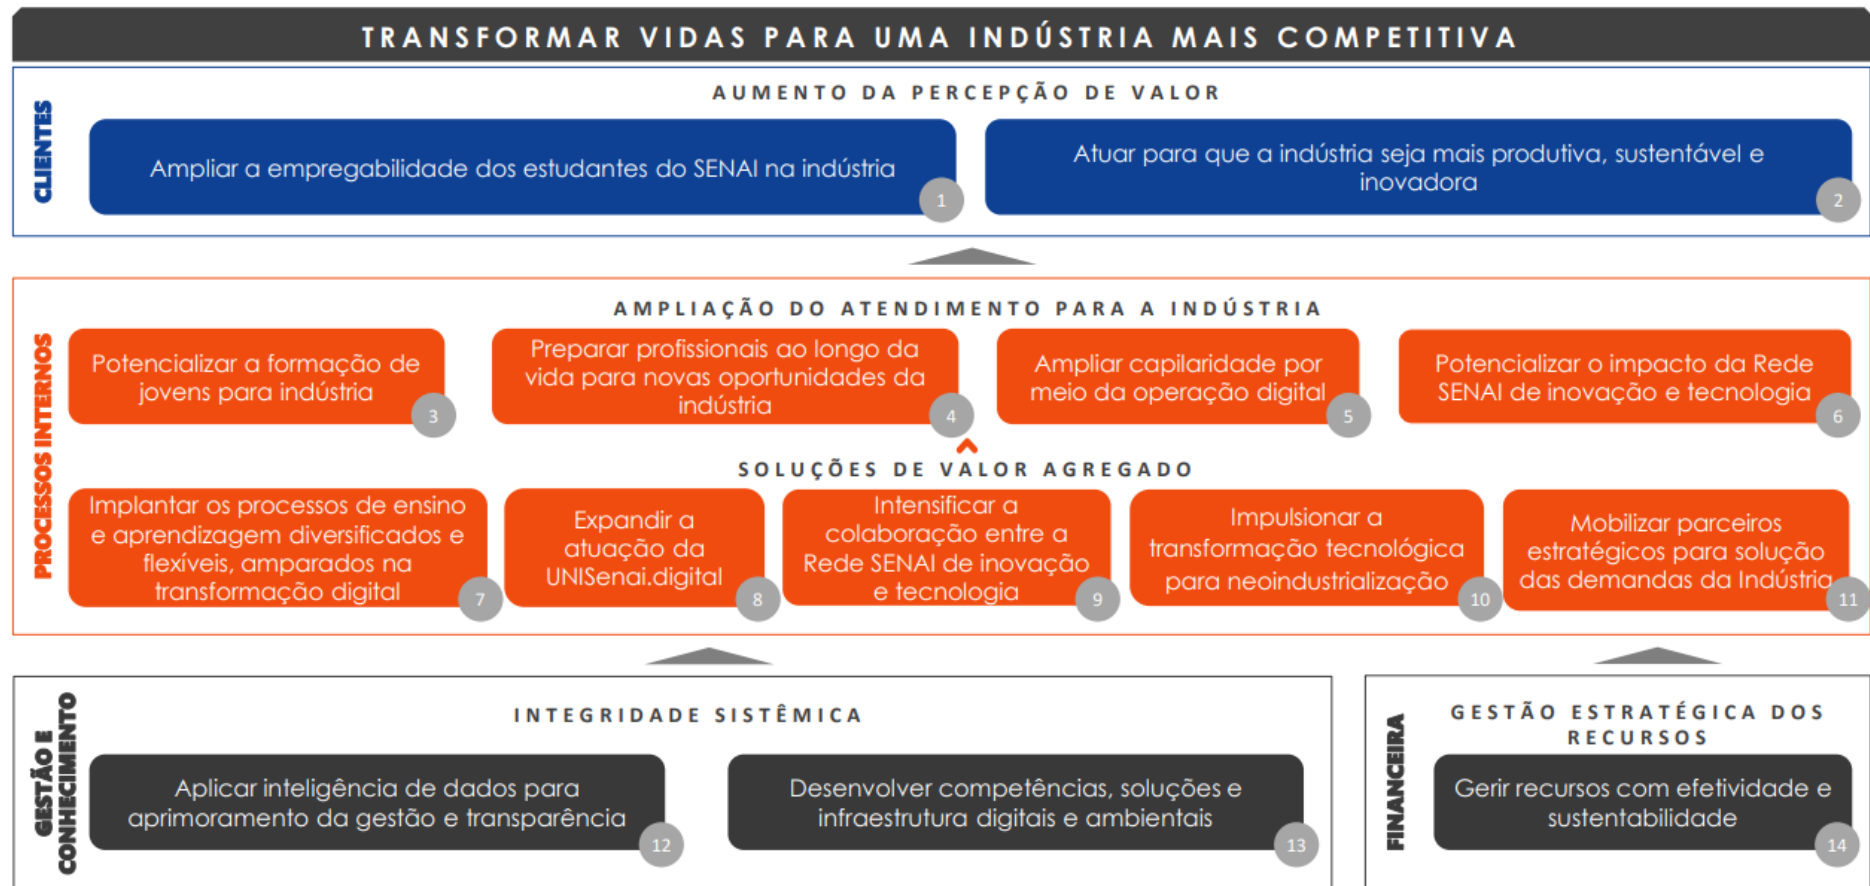 TRANSFORMAR VIDAS PARA UMA INDÚSTRIA MAIS COMPETITIVA
CLIENTES
AUMENTO DA PERCEPÇÃO DE VALOR
Ampliar a empregabilidade dos estudantes do SENAI na indústria
1
Atuar para que a indústria seja mais produtiva, sustentável e
inovadora
2
PROCESSOS INTERNOS
AMPLIAÇÃO DO ATENDIMENTO PARA A INDÚSTRIA
Potencializar a formação de
jovens para indústria
3
Preparar profissionais ao longo da
vida para novas oportunidades da
indústria
4
Ampliar capilaridade por
meio da operação digital
5
Potencializar o impacto da Rede
SENAI de inovação e tecnologia
6
SOLUÇÕES DE VALOR AGREGADO
Implantar os processos de ensino
e aprendizagem diversificados e
flexíveis, amparados na
transformação digital
7
Expandir a
atuação da
UNISenai.digital
8
Intensificar a
colaboração entre a
Rede SENAI de inovação
e tecnologia
9
Impulsionar a
transformação tecnológica
para neoindustrialização
10
Mobilizar parceiros
estratégicos para solução
das demandas da Indústria
11
GESTÃO E
CONHECIMENTO
INTEGRIDADE SISTÊMICA
Aplicar inteligência de dados para
aprimoramento da gestão e transparência
12
Desenvolver competências, soluções e
infraestrutura digitais e ambientais
13
FINANCEIRA
GESTÃO ESTRATÉGICA DOS
RECURSOS
Gerir recursos com efetividade e
sustentabilidade
14